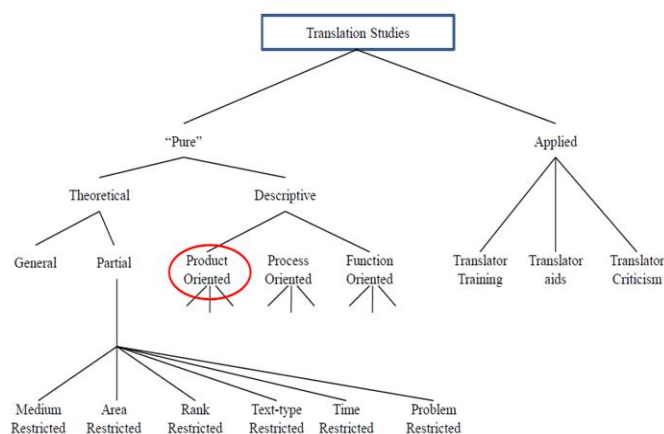 Translation Studies
“Pure”
Applied
Theoretical
Descriptive
General
Partial
Product
Oriented
Process
Oriented
Function
Oriented
Translator
Training
Translator
aids
Translator
Criticism
Medium
Restricted
Area
Restricted
Rank
Restricted
Text-type
Restricted
Time
Restricted
Problem
Restricted